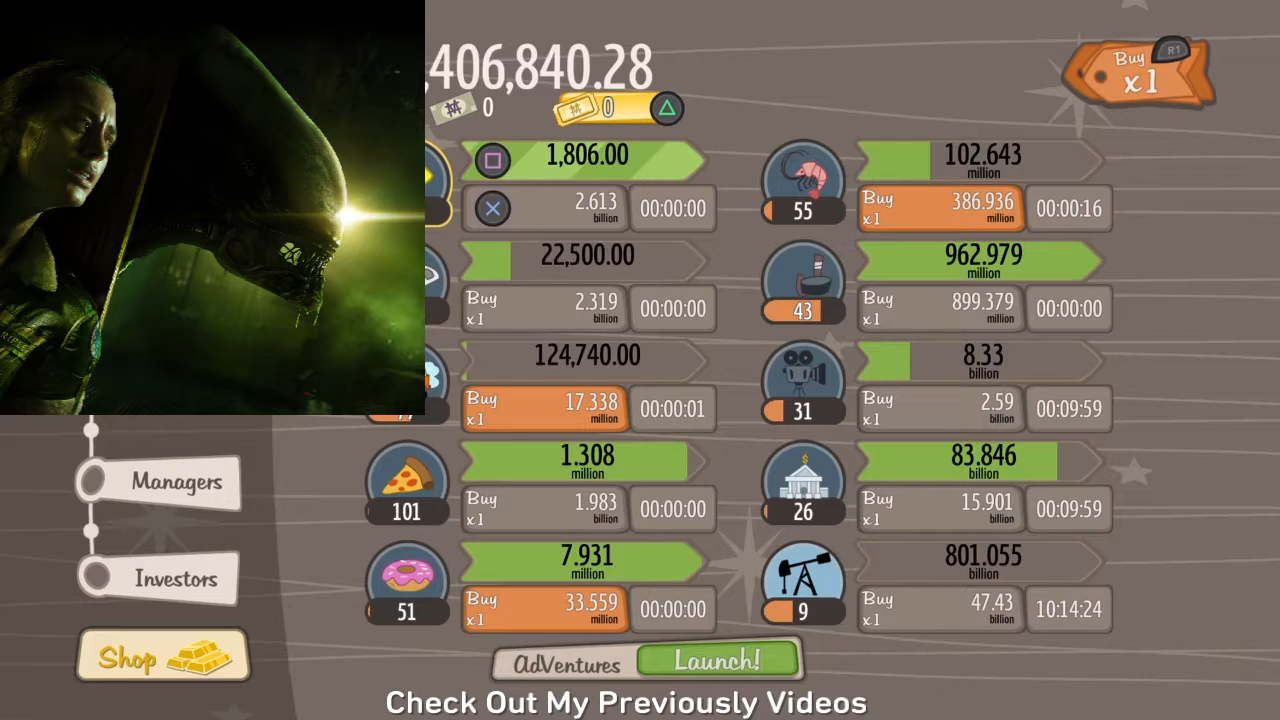 ,406,840.28
0
0
R1
Buy
x1
1,806.00
2.613
billion
00:00:00
22,500.00
Buy
x1
2.319
billion
00:00:00
124,740.00
Buy
x1
17.338
million
00:00:01
101
1.308
million
Buy
x1
1.983
billion
00:00:00
51
7.931
million
Buy
x1
33.559
million
00:00:00
55
102.643
million
Buy
x1
386.936
million
00:00:16
43
962.979
million
Buy
x1
899.379
million
00:00:00
31
8.33
billion
Buy
x1
2.59
billion
00:09:59
26
83.846
billion
Buy
x1
15.901
billion
00:09:59
9
801.055
billion
Buy
x1
47.43
billion
10:14:24
Managers
Investors
Shop
AdVentures
Launch!
Check Out My Previously Videos